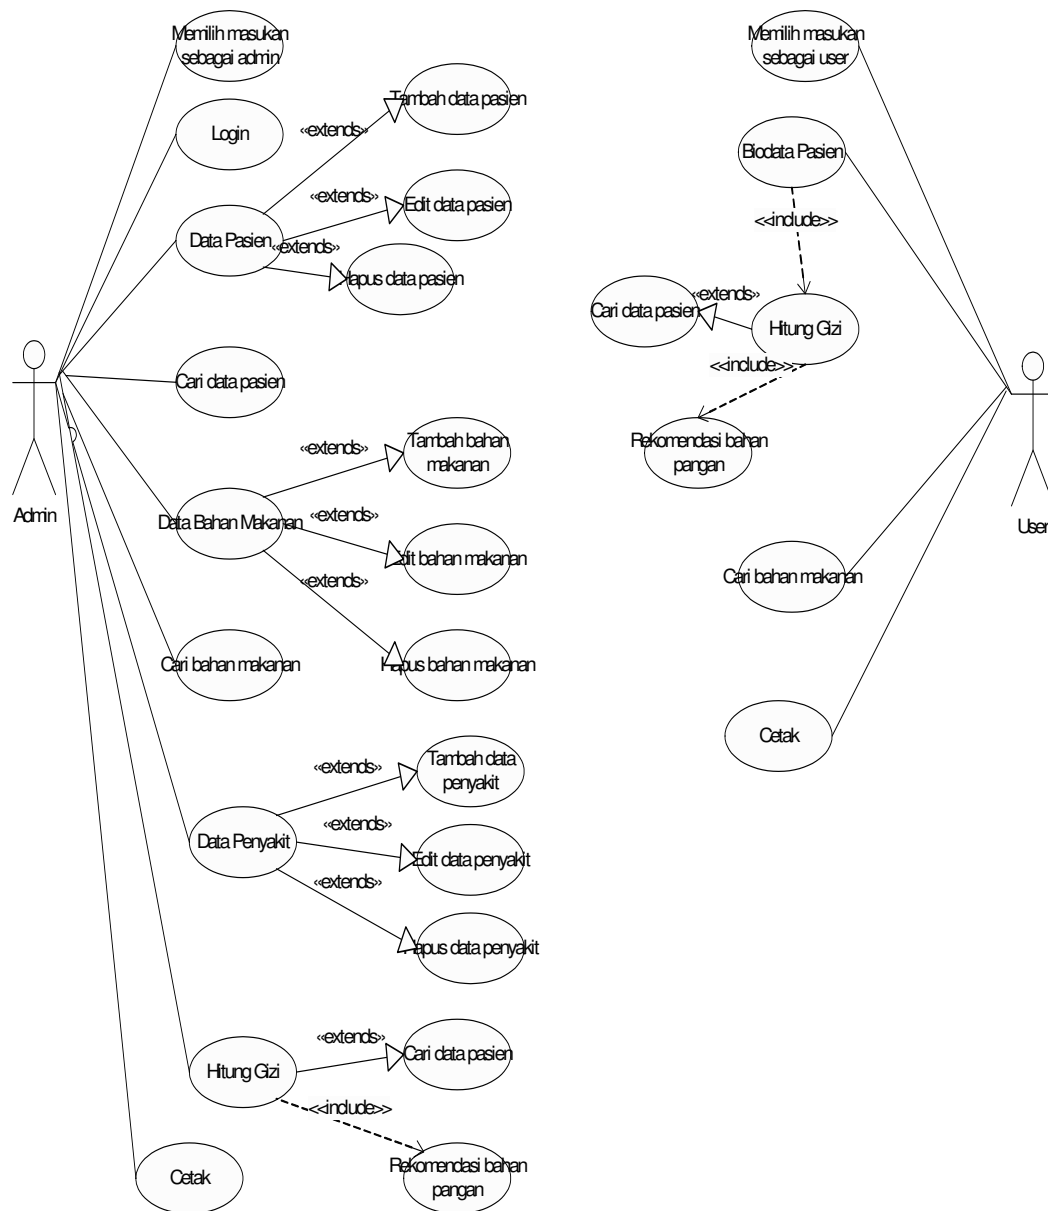 Memilih masukan
sebagai admin
Login
Data Pasien
«extends»
Tambah data pasien
«extends»
Edit data pasien
«extends»
Hapus data pasien
Cari data pasien
Admin
Data Bahan Makanan
«extends»
Tambah bahan
makanan
«extends»
Edit bahan makanan
«extends»
Hapus bahan makanan
Cari bahan makanan
Data Penyakit
«extends»
Tambah data
penyakit
«extends»
Edit data penyakit
«extends»
Hapus data penyakit
Hitung Gizi
«extends»
Cari data pasien
<<include>>
Rekomendasi bahan
pangan
Cetak
Memilih masukan
sebagai user
Biodata Pasien
<<include>>
«extends»
Cari data pasien
Hitung Gizi
<<include>>
Rekomendasi bahan
pangan
User
Cari bahan makanan
Cetak